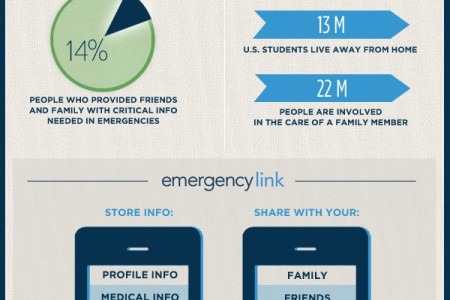 14%
PEOPLE WHO PROVIDED FRIENDS
AND FAMILY WITH CRITICAL INFO
NEEDED IN EMERGENCIES
13 M
U.S. STUDENTS LIVE AWAY FROM HOME
22 M
PEOPLE ARE INVOLVED
IN THE CARE OF A FAMILY MEMBER
emergencylink
STORE INFO:
PROFILE INFO
MEDICAL INFO
SHARE WITH YOUR:
FAMILY
FRIENDS